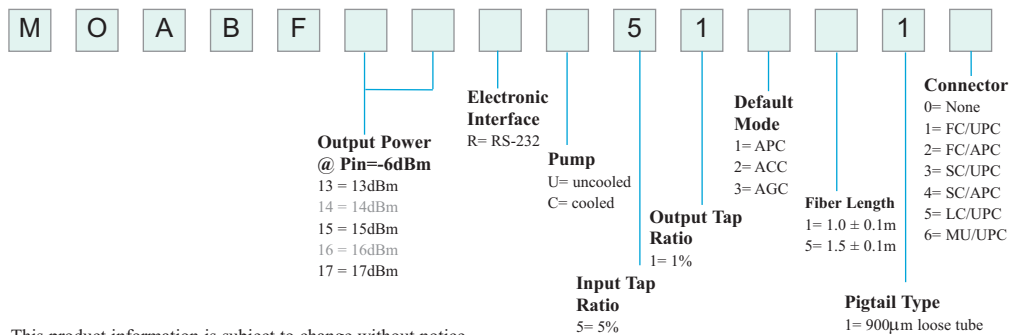 M O A B F 5 1 1
Output Power
@ Pin=-6dBm
13 = 13dBm
14 = 14dBm
15 = 15dBm
16 = 16dBm
17 = 17dBm
Electronic
Interface
R= RS-232
Pump
U= uncooled
C= cooled
Input Tap
Ratio
5= 5%
Output Tap
Ratio
1= 1%
Default
Mode
1= APC
2= ACC
3= AGC
Fiber Length
1= 1.0 ± 0.1m
5= 1.5 ± 0.1m
Pigtail Type
1= 900µm loose tube
Connector
0= None
1= FC/UPC
2= FC/APC
3= SC/UPC
4= SC/APC
5= LC/UPC
6= MU/UPC
This product information is subject to change without notice